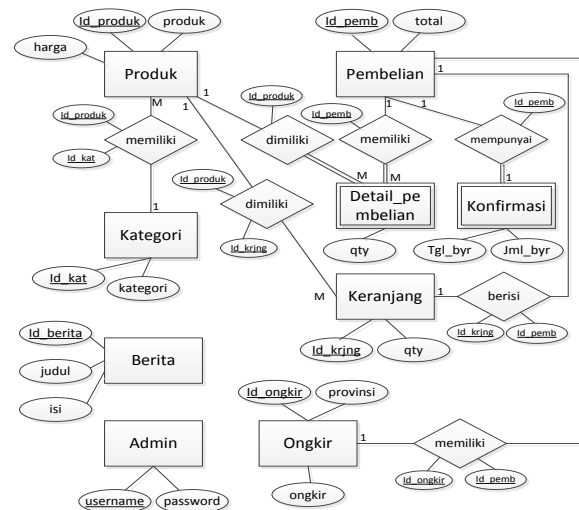 Id_produk
produk
harga
Produk
M
1
1
Id_produk
memiliki
Id_kat
1
Kategori
Id_kat
kategori
Id_produk
dimiliki
M
Id_produk
dimiliki
Id_krjng
M
Id_pemb
total
Pembelian
1
1
1
1
Id_pemb
memiliki
M
Id_pemb
mempunyai
1
Detail_pe
mbelian
qty
Konfirmasi
Tgl_byr
Jml_byr
Keranjang
1
berisi
Id_krjng
Id_pemb
Id_krjng
qty
Id_berita
judul
isi
Berita
Admin
username
password
Id_ongkir
provinsi
Ongkir
1
ongkir
memiliki
Id_ongkir
Id_pemb